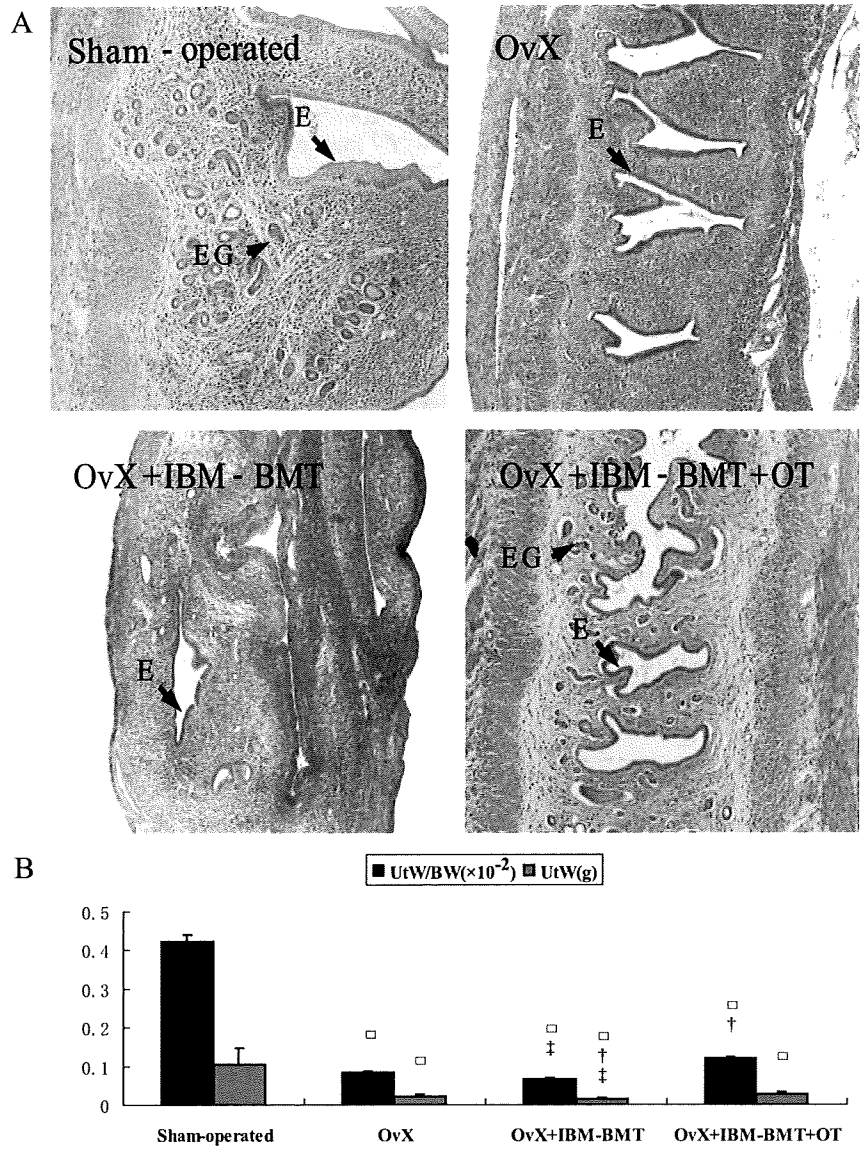 A
Sham - operated
OvX
E
E
EG
OvX+IBM - BMT
OvX+IBM - BMT+OT
EG
E
E
B
UtW/BW(×10⁻²) UtW(g)
0.5
0.4
0.3
0.2
0.1
0
□ □ □ □ □ □
‡ † ‡ †
Sham-operated OvX OvX+IBM-BMT OvX+IBM-BMT+OT